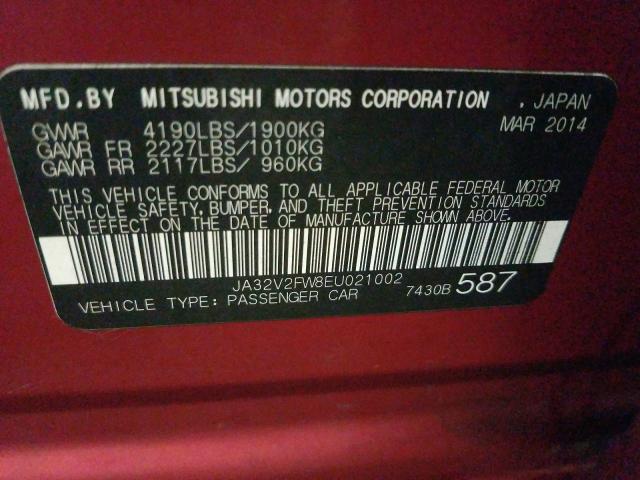 MFD.BY MITSUBISHI MOTORS CORPORATION . JAPAN
GVWR 4190LBS/1900KG MAR 2014
GAWR FR 2227LBS/1010KG
GAWR RR 2117LBS/ 960KG
THIS VEHICLE CONFORMS TO ALL APPLICABLE FEDERAL MOTOR
VEHICLE SAFETY, BUMPER, AND THEFT PREVENTION STANDARDS
IN EFFECT ON THE DATE OF MANUFACTURE SHOWN ABOVE.
JA32V2FW8EU021002
VEHICLE TYPE: PASSENGER CAR 7430B 587